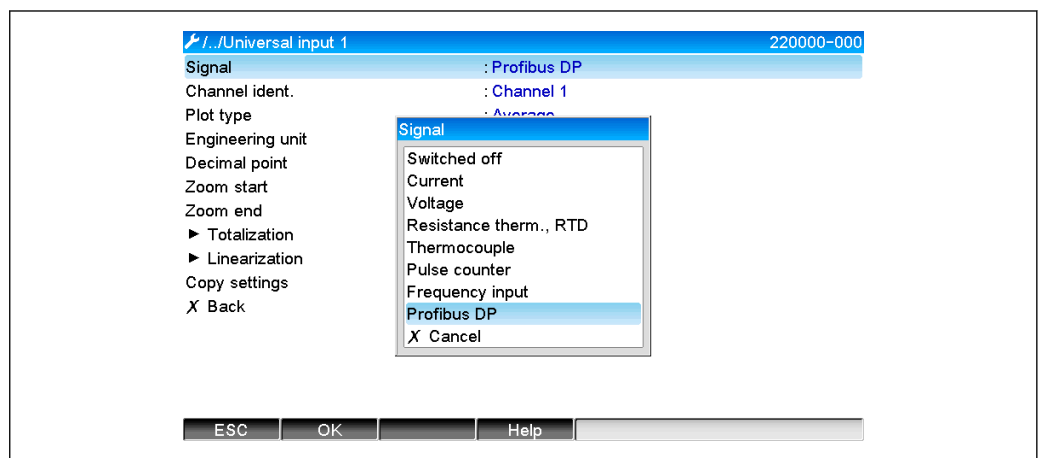 /../Universal input 1 220000-000
Signal : Profibus DP
Channel ident. : Channel 1
Plot type : Average
Engineering unit
Decimal point
Zoom start
Zoom end
► Totalization
► Linearization
Copy settings
X Back
Signal
Switched off
Current
Voltage
Resistance therm., RTD
Thermocouple
Pulse counter
Frequency input
Profibus DP
X Cancel
ESC OK Help